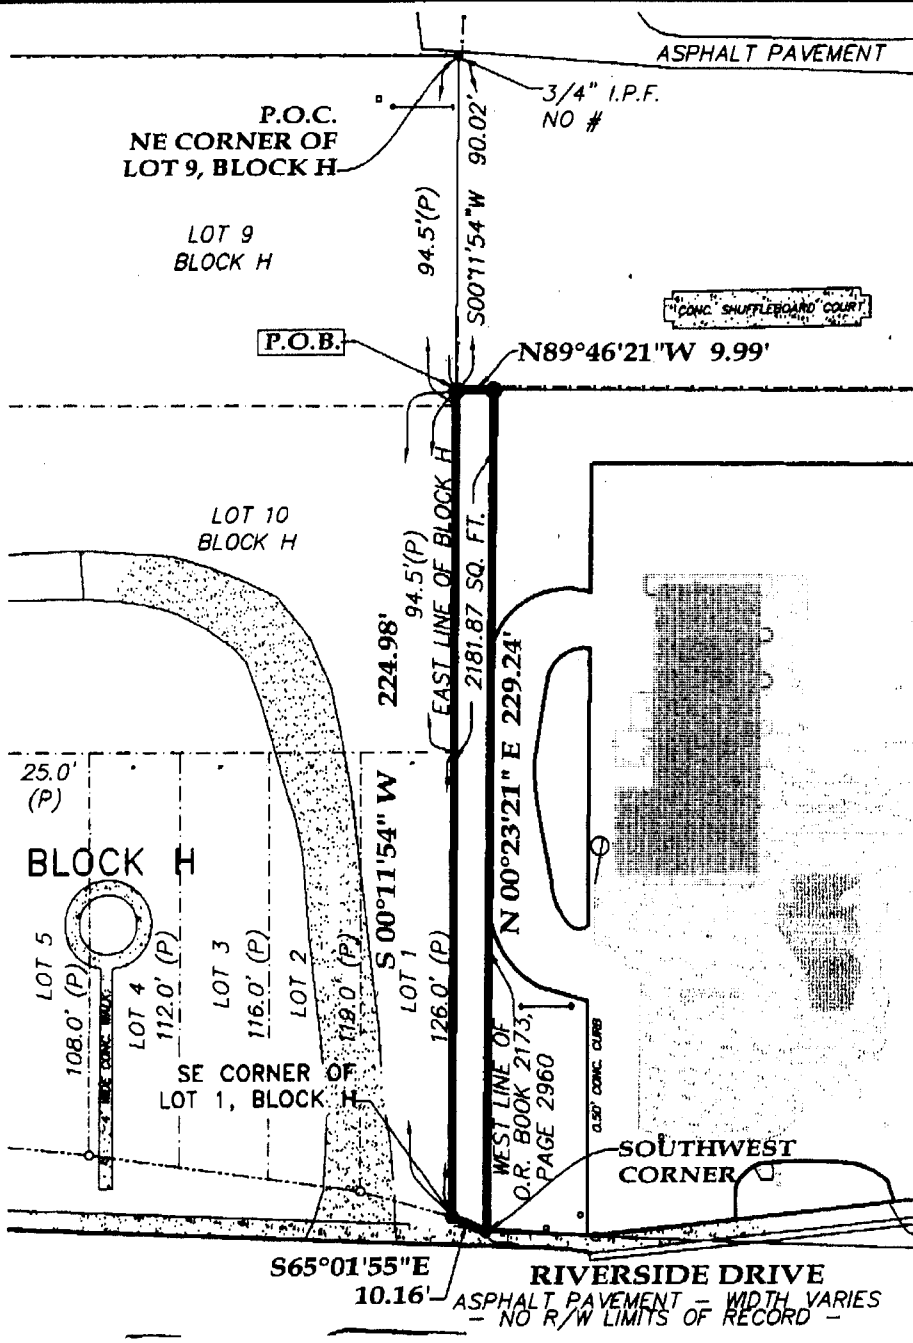 ASPHALT PAVEMENT
3/4" I.P.F.
NO #
P.O.C.
NE CORNER OF
LOT 9, BLOCK H
94.5'(P)
S00°11'54"W 90.02'
LOT 9
BLOCK H
CONC. SHUFFLEBOARD COURT
P.O.B.
N89°46'21"W 9.99'
LOT 10
BLOCK H
94.5'(P)
EAST LINE OF BLOCK H
2181.87 SQ. FT.
S 00°11'54" W 224.98'
N 00°23'21" E 229.24'
25.0'
(P)
BLOCK H
LOT 5
108.0' (P)
4' WIDE CONC. WALK
LOT 4
112.0' (P)
LOT 3
116.0' (P)
LOT 2
119.0' (P)
LOT 1
126.0' (P)
SE CORNER OF
LOT 1, BLOCK H
WEST LINE OF
O.R. BOOK 2173,
PAGE 2960
0.50' CONC. CURB
SOUTHWEST
CORNER
S65°01'55"E
10.16'
RIVERSIDE DRIVE
ASPHALT PAVEMENT - WIDTH VARIES
- NO R/W LIMITS OF RECORD -